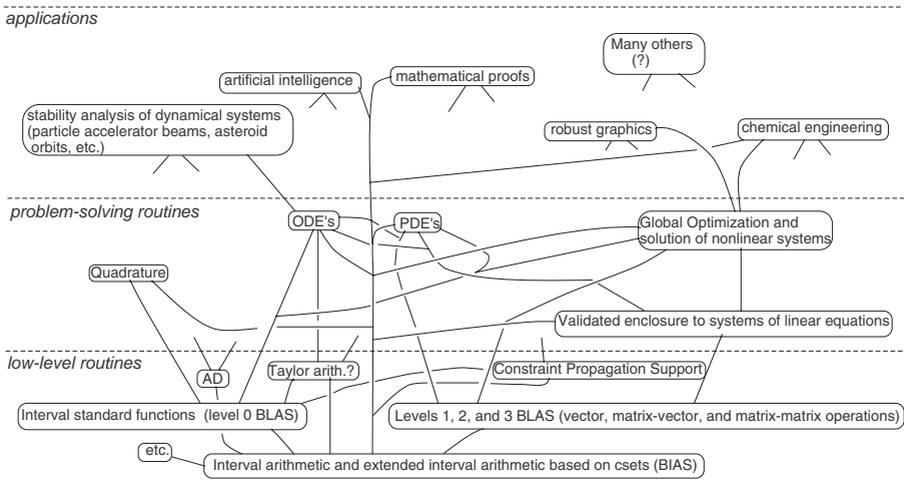 applications
Many others
(?)
artificial intelligence
mathematical proofs
stability analysis of dynamical systems
(particle accelerator beams, asteroid
orbits, etc.)
robust graphics
chemical engineering
problem-solving routines
ODE's
PDE's
Global Optimization and
solution of nonlinear systems
Quadrature
Validated enclosure to systems of linear equations
low-level routines
AD
Taylor arith.?
Constraint Propagation Support
Interval standard functions (level 0 BLAS)
Levels 1, 2, and 3 BLAS (vector, matrix-vector, and matrix-matrix operations)
etc.
Interval arithmetic and extended interval arithmetic based on csets (BIAS)